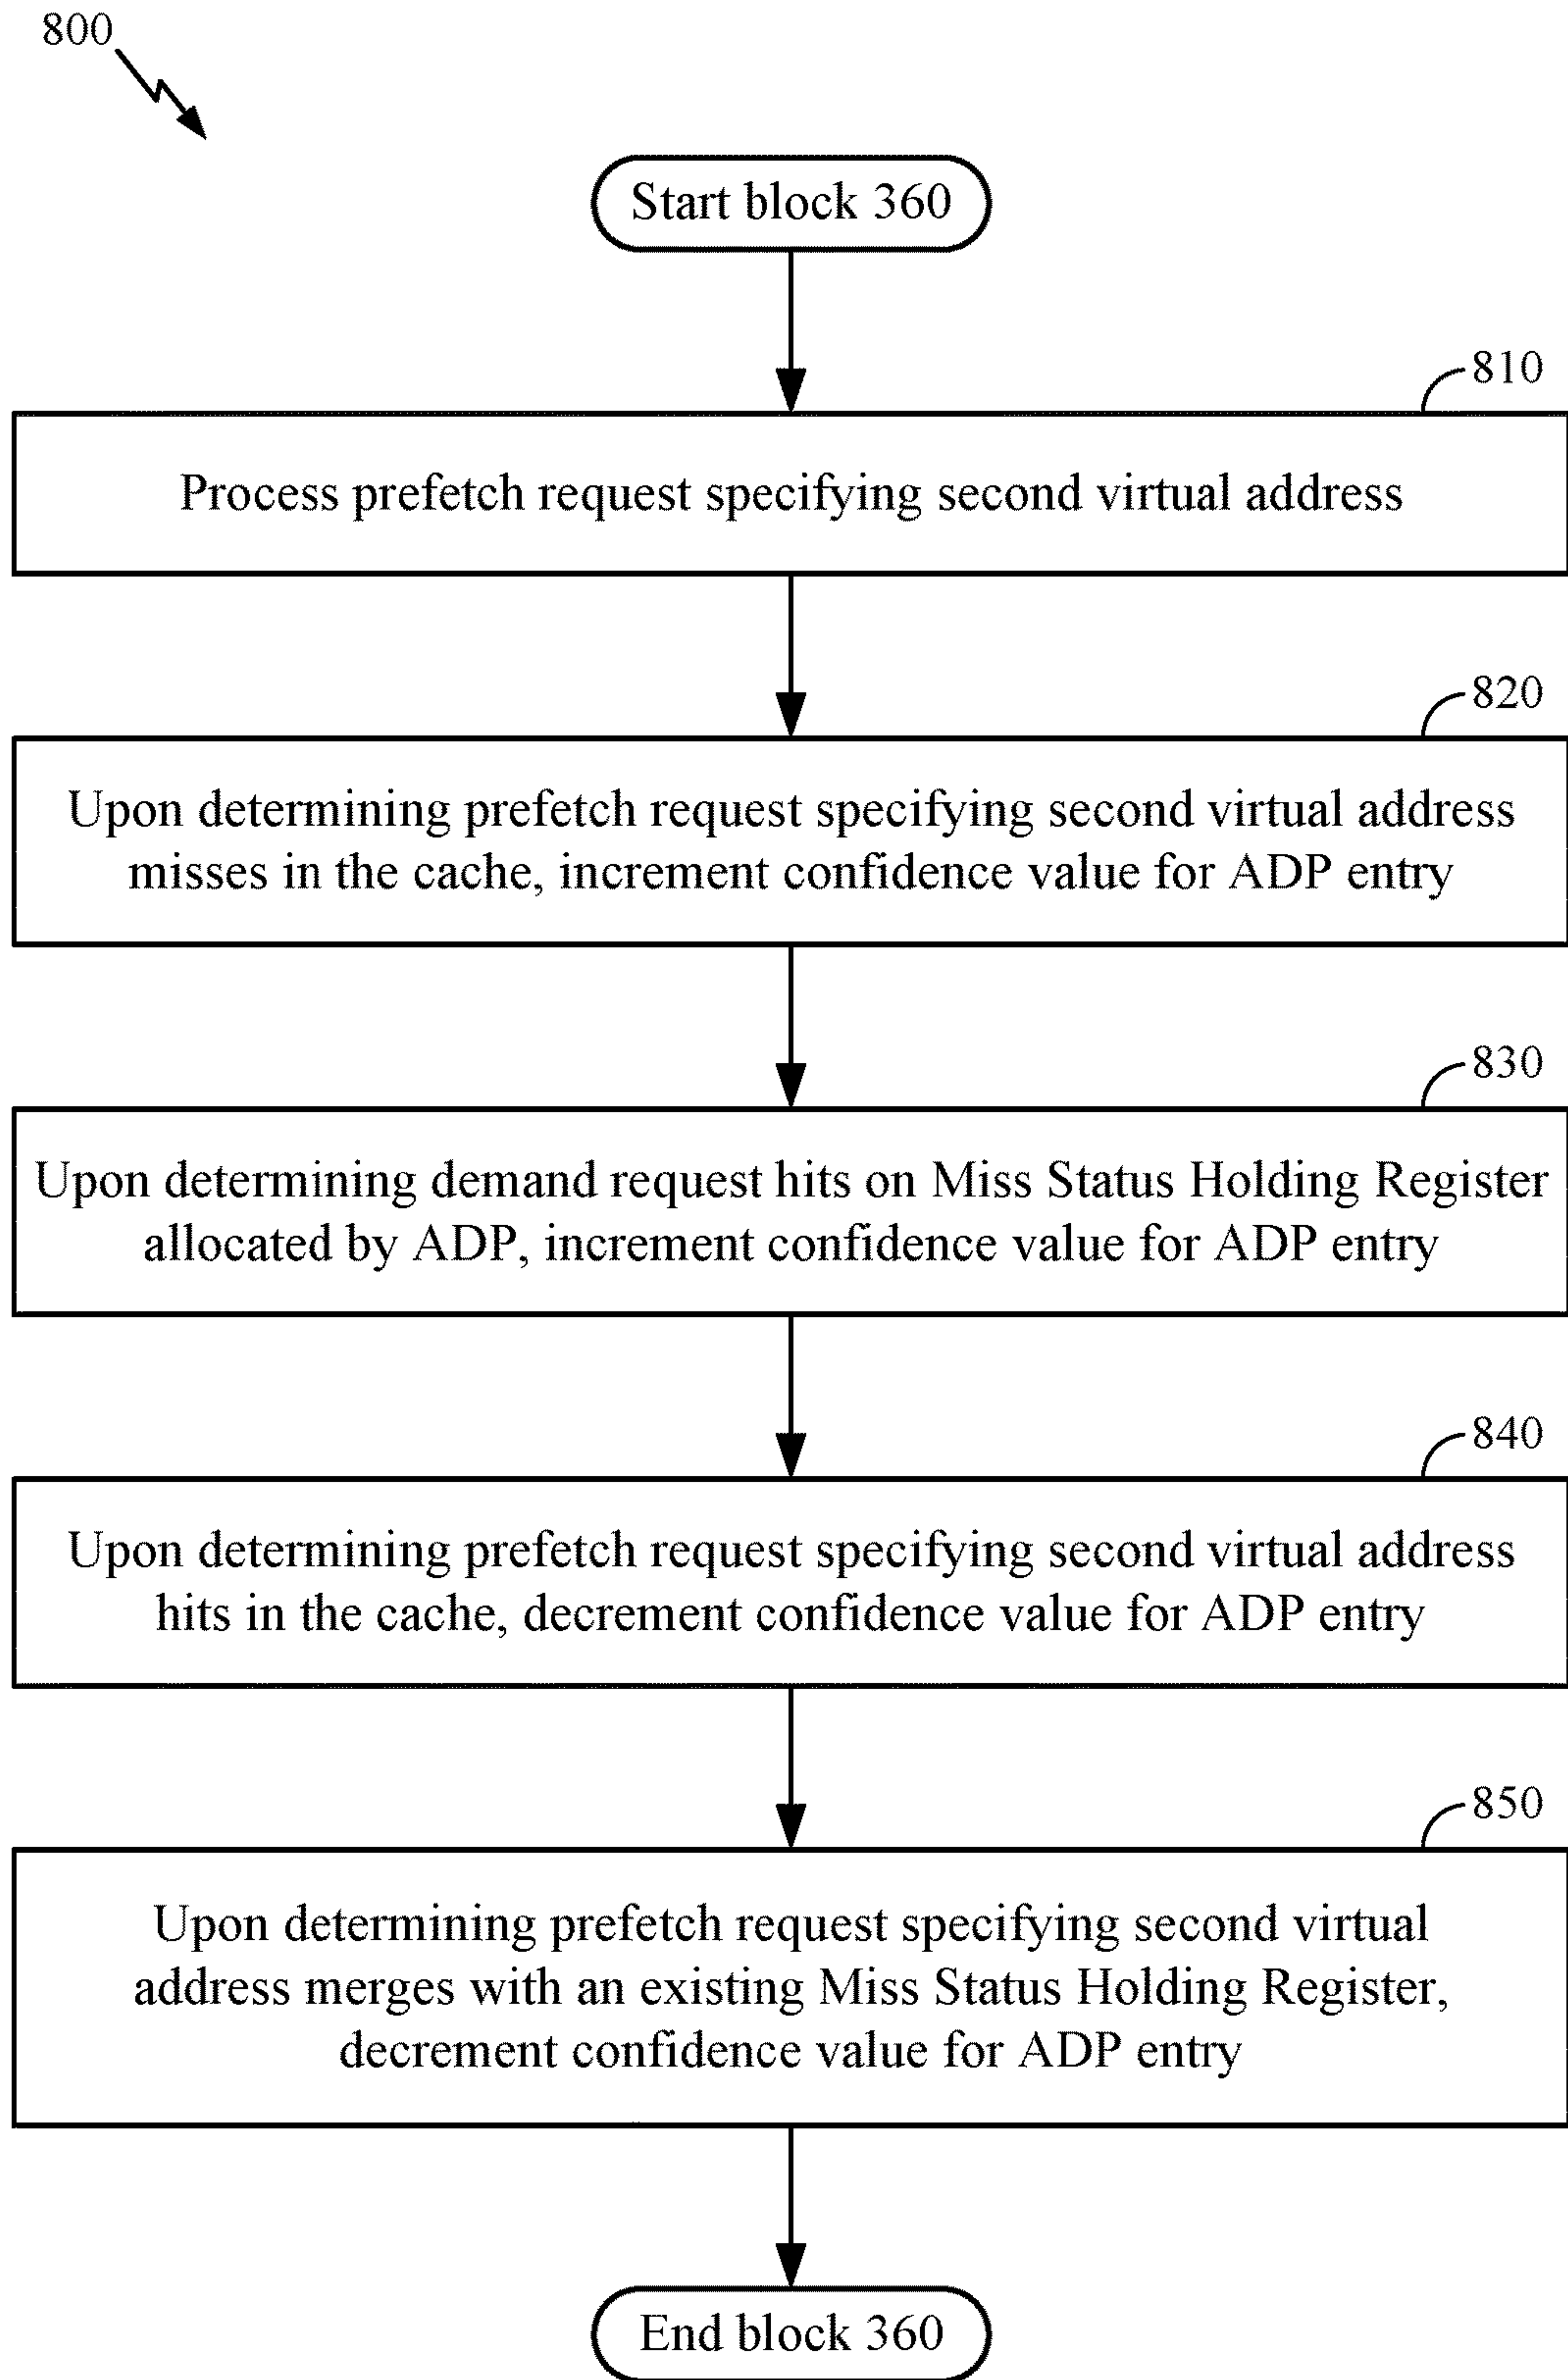 800
Start block 360
810
Process prefetch request specifying second virtual address
820
Upon determining prefetch request specifying second virtual address
misses in the cache, increment confidence value for ADP entry
830
Upon determining demand request hits on Miss Status Holding Register
allocated by ADP, increment confidence value for ADP entry
840
Upon determining prefetch request specifying second virtual address
hits in the cache, decrement confidence value for ADP entry
850
Upon determining prefetch request specifying second virtual
address merges with an existing Miss Status Holding Register,
decrement confidence value for ADP entry
End block 360